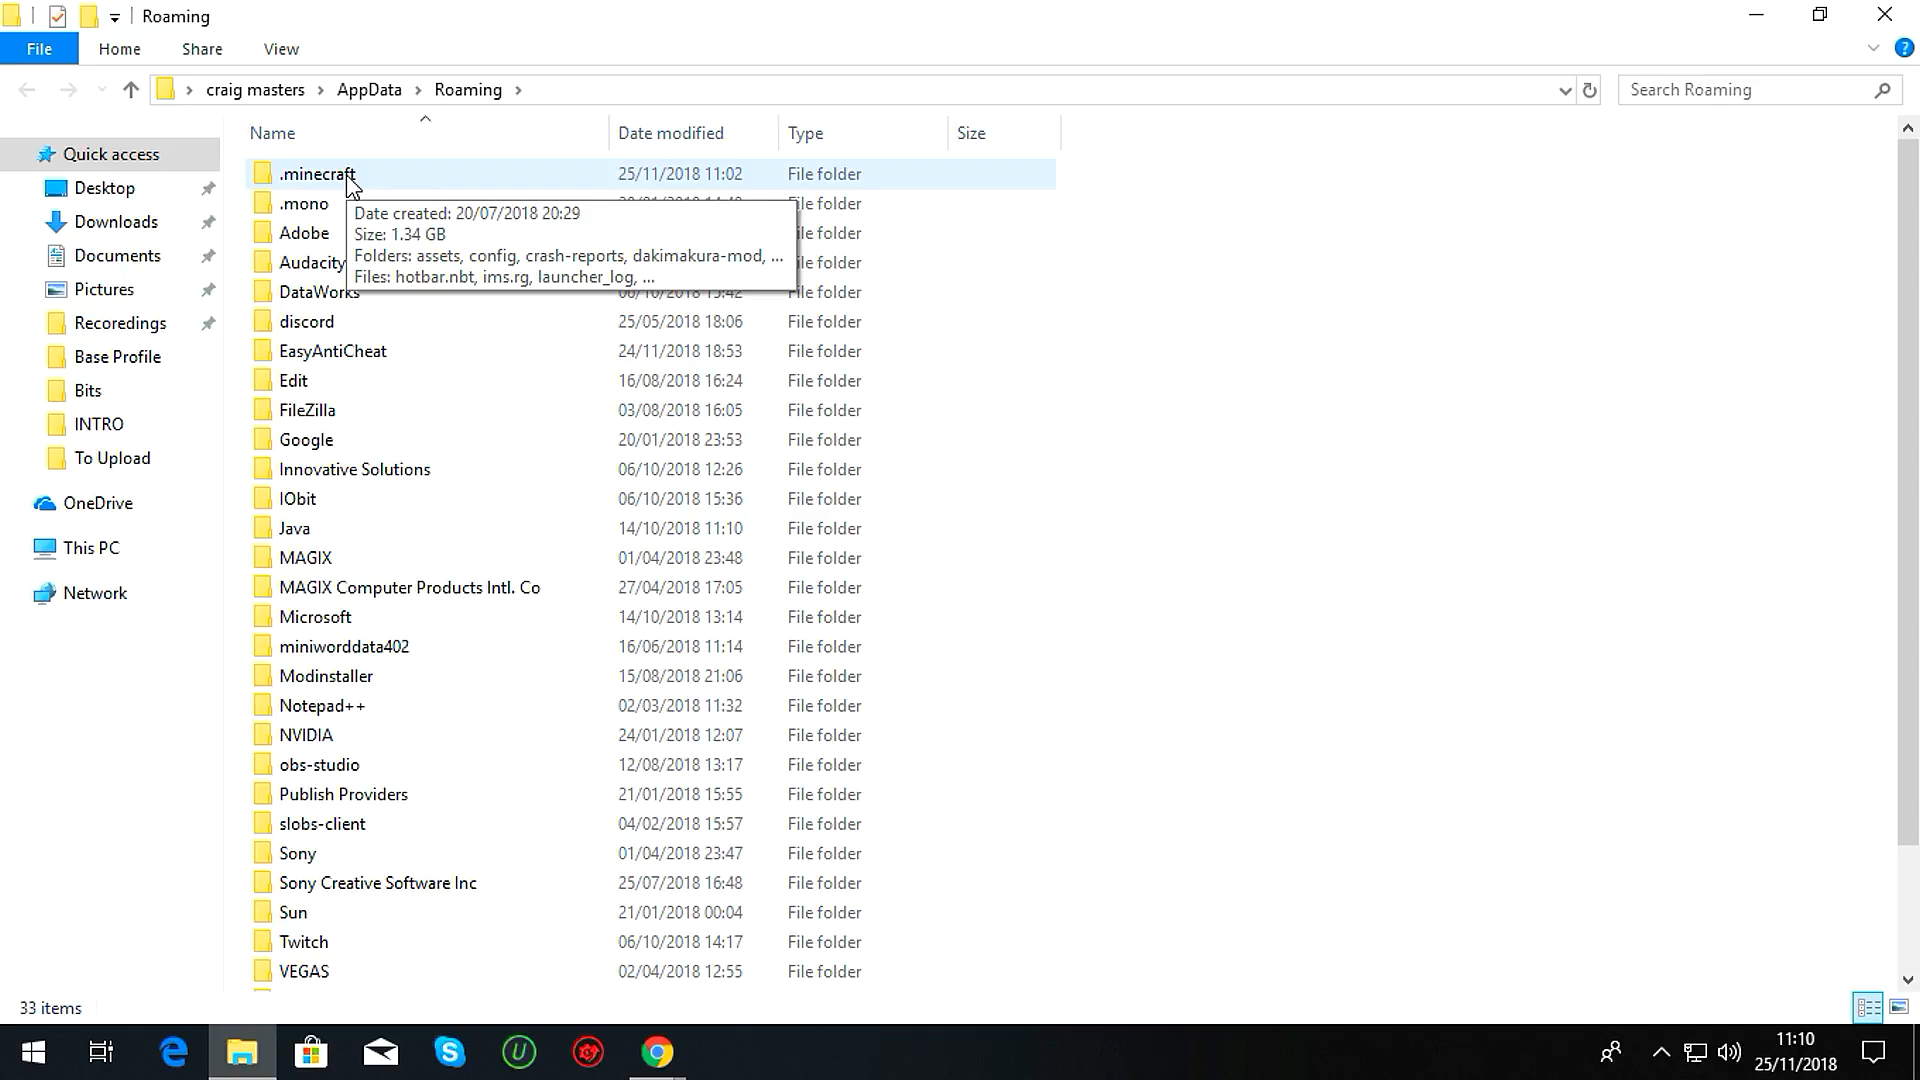 Roaming
File Home Share View
craig masters AppData Roaming
Search Roaming
Name Date modified Type Size
Quick access
Desktop
Downloads
Documents
Pictures
Recoredings
Base Profile
Bits
INTRO
To Upload
OneDrive
This PC
Network
.minecraft 25/11/2018 11:02 File folder
.mono File folder
Date created: 20/07/2018 20:29
Size: 1.34 GB
Folders: assets, config, crash-reports, dakimakura-mod, ...
Files: hotbar.nbt, ims.rg, launcher_log, ...
Adobe ile folder
Audacity ile folder
DataWorks File folder
discord 25/05/2018 18:06 File folder
EasyAntiCheat 24/11/2018 18:53 File folder
Edit 16/08/2018 16:24 File folder
FileZilla 03/08/2018 16:05 File folder
Google 20/01/2018 23:53 File folder
Innovative Solutions 06/10/2018 12:26 File folder
IObit 06/10/2018 15:36 File folder
Java 14/10/2018 11:10 File folder
MAGIX 01/04/2018 23:48 File folder
MAGIX Computer Products Intl. Co 27/04/2018 17:05 File folder
Microsoft 14/10/2018 13:14 File folder
miniworddata402 16/06/2018 11:14 File folder
Modinstaller 15/08/2018 21:06 File folder
Notepad++ 02/03/2018 11:32 File folder
NVIDIA 24/01/2018 12:07 File folder
obs-studio 12/08/2018 13:17 File folder
Publish Providers 21/01/2018 15:55 File folder
slobs-client 04/02/2018 15:57 File folder
Sony 01/04/2018 23:47 File folder
Sony Creative Software Inc 25/07/2018 16:48 File folder
Sun 21/01/2018 00:04 File folder
Twitch 06/10/2018 14:17 File folder
VEGAS 02/04/2018 12:55 File folder
33 items
11:10
25/11/2018